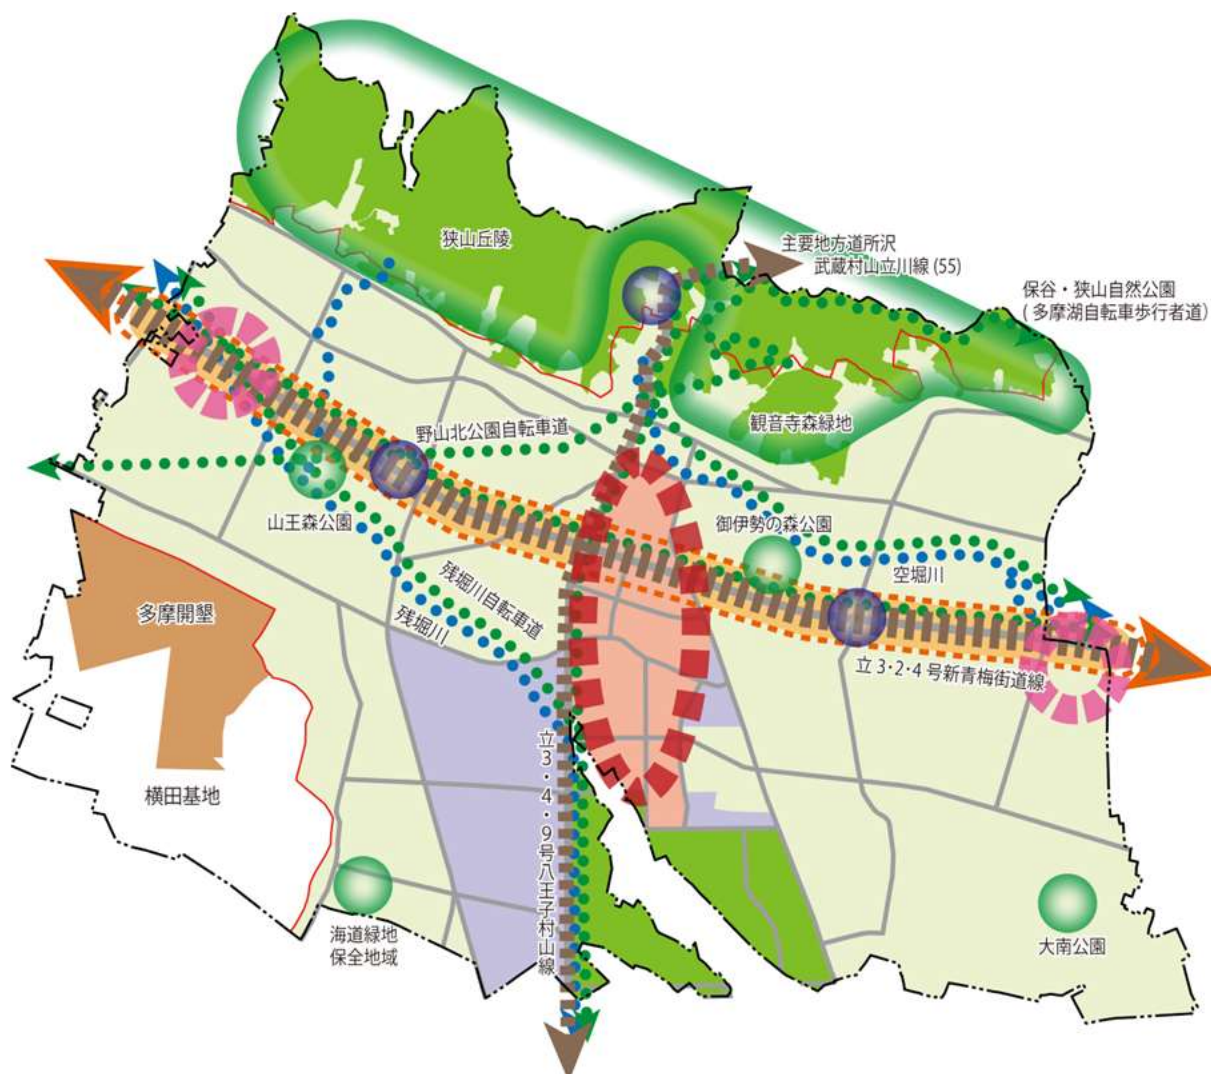 狭山丘陵
主要地方道所沢
武蔵村山立川線 (55)
保谷・狭山自然公園
( 多摩湖自転車歩行者道)
観音寺森緑地
野山北公園自転車道
山王森公園
御伊勢の森公園
空堀川
残堀川自転車道
残堀川
多摩開墾
立 3・2・4 号新青梅街道線
立3・4・9号八王子村山線
横田基地
海道緑地
保全地域
大南公園